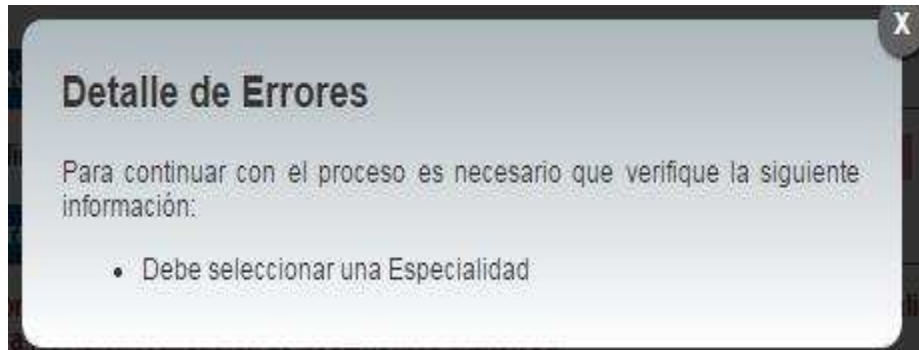 X
Detalle de Errores
Para continuar con el proceso es necesario que verifique la siguiente
información:
• Debe seleccionar una Especialidad